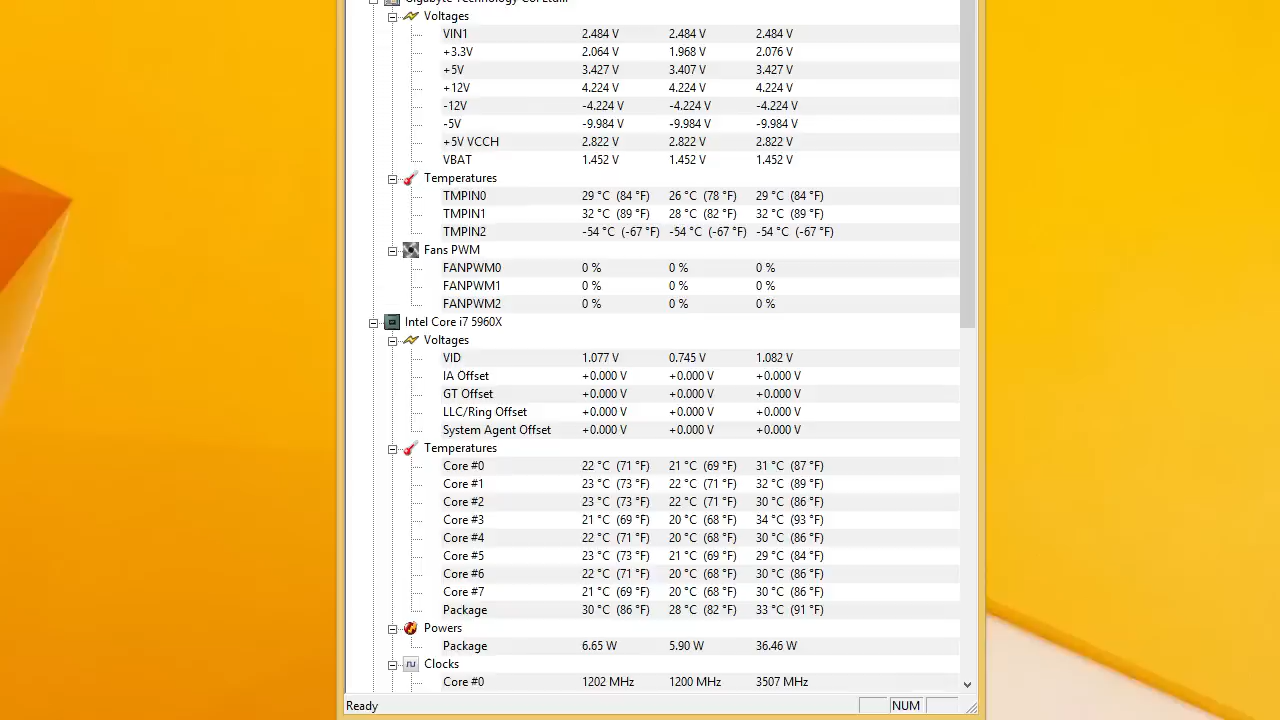 Gigabyte Technology Co. Ltd.
Voltages
VIN1 2.484 V 2.484 V 2.484 V
+3.3V 2.064 V 1.968 V 2.076 V
+5V 3.427 V 3.407 V 3.427 V
+12V 4.224 V 4.224 V 4.224 V
-12V -4.224 V -4.224 V -4.224 V
-5V -9.984 V -9.984 V -9.984 V
+5V VCCH 2.822 V 2.822 V 2.822 V
VBAT 1.452 V 1.452 V 1.452 V
Temperatures
TMPIN0 29 °C (84 °F) 26 °C (78 °F) 29 °C (84 °F)
TMPIN1 32 °C (89 °F) 28 °C (82 °F) 32 °C (89 °F)
TMPIN2 -54 °C (-67 °F) -54 °C (-67 °F) -54 °C (-67 °F)
Fans PWM
FANPWM0 0 % 0 % 0 %
FANPWM1 0 % 0 % 0 %
FANPWM2 0 % 0 % 0 %
Intel Core i7 5960X
Voltages
VID 1.077 V 0.745 V 1.082 V
IA Offset +0.000 V +0.000 V +0.000 V
GT Offset +0.000 V +0.000 V +0.000 V
LLC/Ring Offset +0.000 V +0.000 V +0.000 V
System Agent Offset +0.000 V +0.000 V +0.000 V
Temperatures
Core #0 22 °C (71 °F) 21 °C (69 °F) 31 °C (87 °F)
Core #1 23 °C (73 °F) 22 °C (71 °F) 32 °C (89 °F)
Core #2 23 °C (73 °F) 22 °C (71 °F) 30 °C (86 °F)
Core #3 21 °C (69 °F) 20 °C (68 °F) 34 °C (93 °F)
Core #4 22 °C (71 °F) 20 °C (68 °F) 30 °C (86 °F)
Core #5 23 °C (73 °F) 21 °C (69 °F) 29 °C (84 °F)
Core #6 22 °C (71 °F) 20 °C (68 °F) 30 °C (86 °F)
Core #7 21 °C (69 °F) 20 °C (68 °F) 30 °C (86 °F)
Package 30 °C (86 °F) 28 °C (82 °F) 33 °C (91 °F)
Powers
Package 6.65 W 5.90 W 36.46 W
Clocks
Core #0 1202 MHz 1200 MHz 3507 MHz
Ready NUM